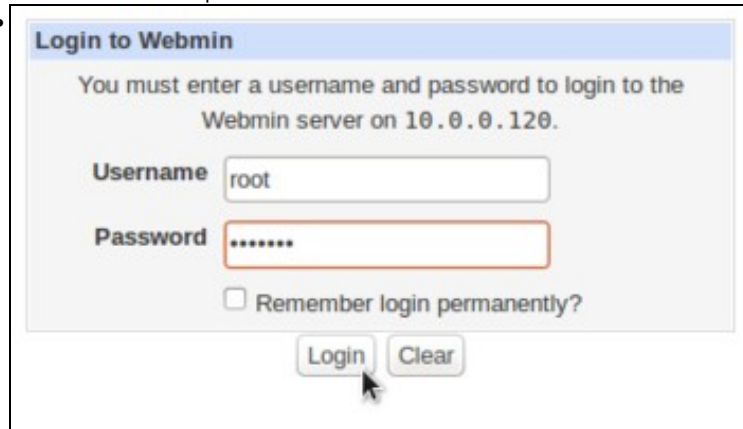 Login to Webmin
You must enter a username and password to login to the
Webmin server on 10.0.0.120.
Username root
Password •••••••
Remember login permanently?
Login Clear